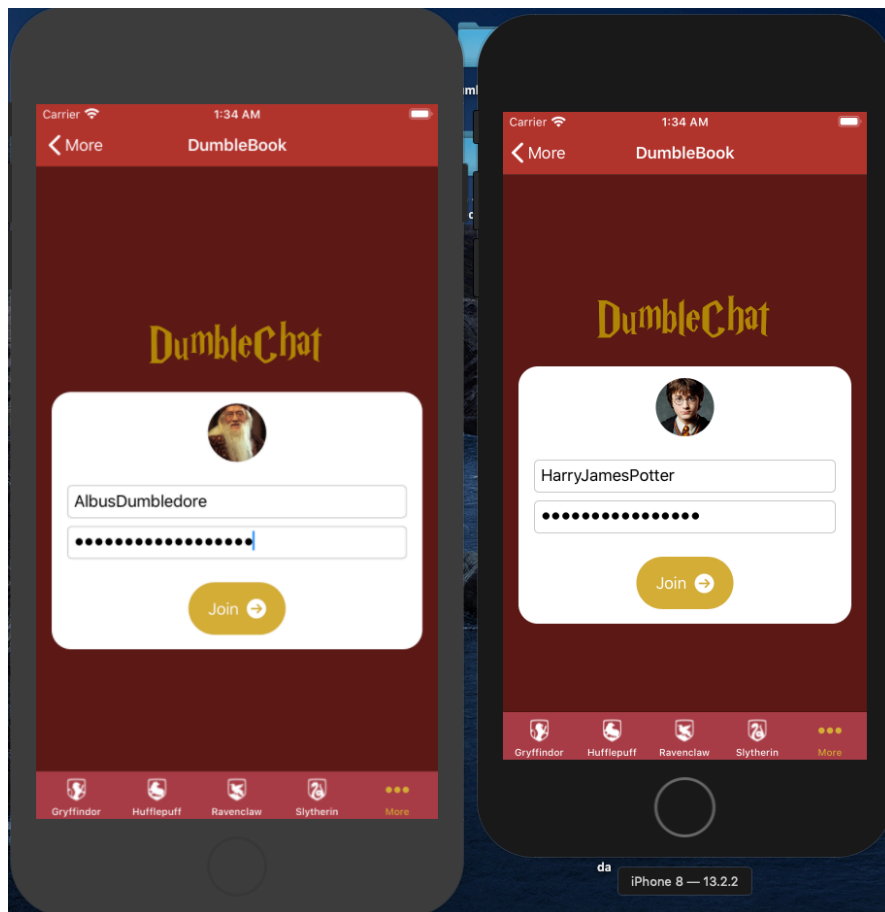 Carrier
1:34 AM
More
DumbleBook
DumbleChat
AlbusDumbledore
••••••••••••••••••
Join
Gryffindor
Hufflepuff
Ravenclaw
Slytherin
More
Carrier
1:34 AM
More
DumbleBook
DumbleChat
HarryJamesPotter
••••••••••••••••
Join
Gryffindor
Hufflepuff
Ravenclaw
Slytherin
More
da
iPhone 8 — 13.2.2